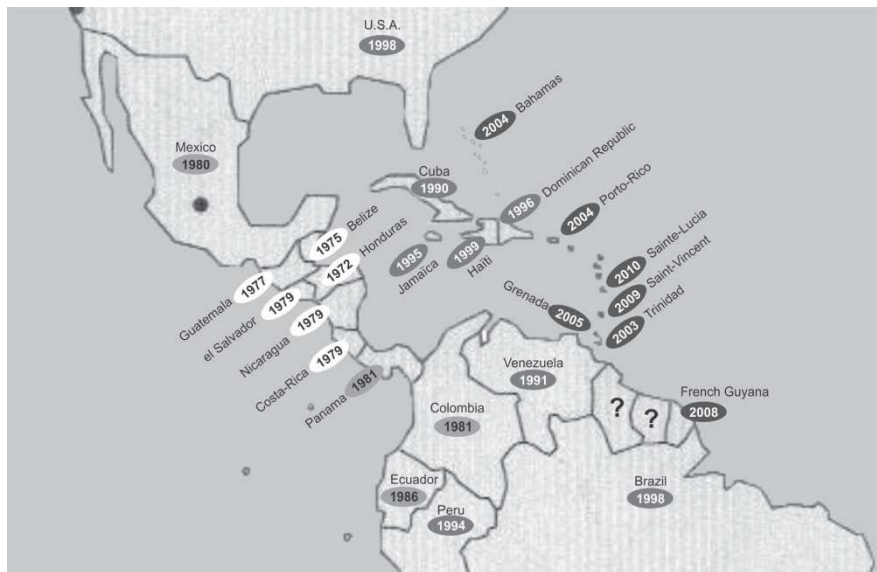 U.S.A.
1998
2004 Bahamas
Mexico
1980
Cuba
1990
1996 Dominican Republic
2004 Porto-Rico
1975 Belize
1972 Honduras
1995
Jamaïca
1999
Haïti
2010 Sainte-Lucia
2009 Saint-Vincent
2003 Trinidad
Grenada 2005
Guatemala 1977
el Salvador 1979
Nicaragua 1979
Costa-Rica 1979
Panama 1981
Venezuela
1991
French Guyana
2008
?
?
Colombia
1981
Ecuador
1986
Peru
1994
Brazil
1998